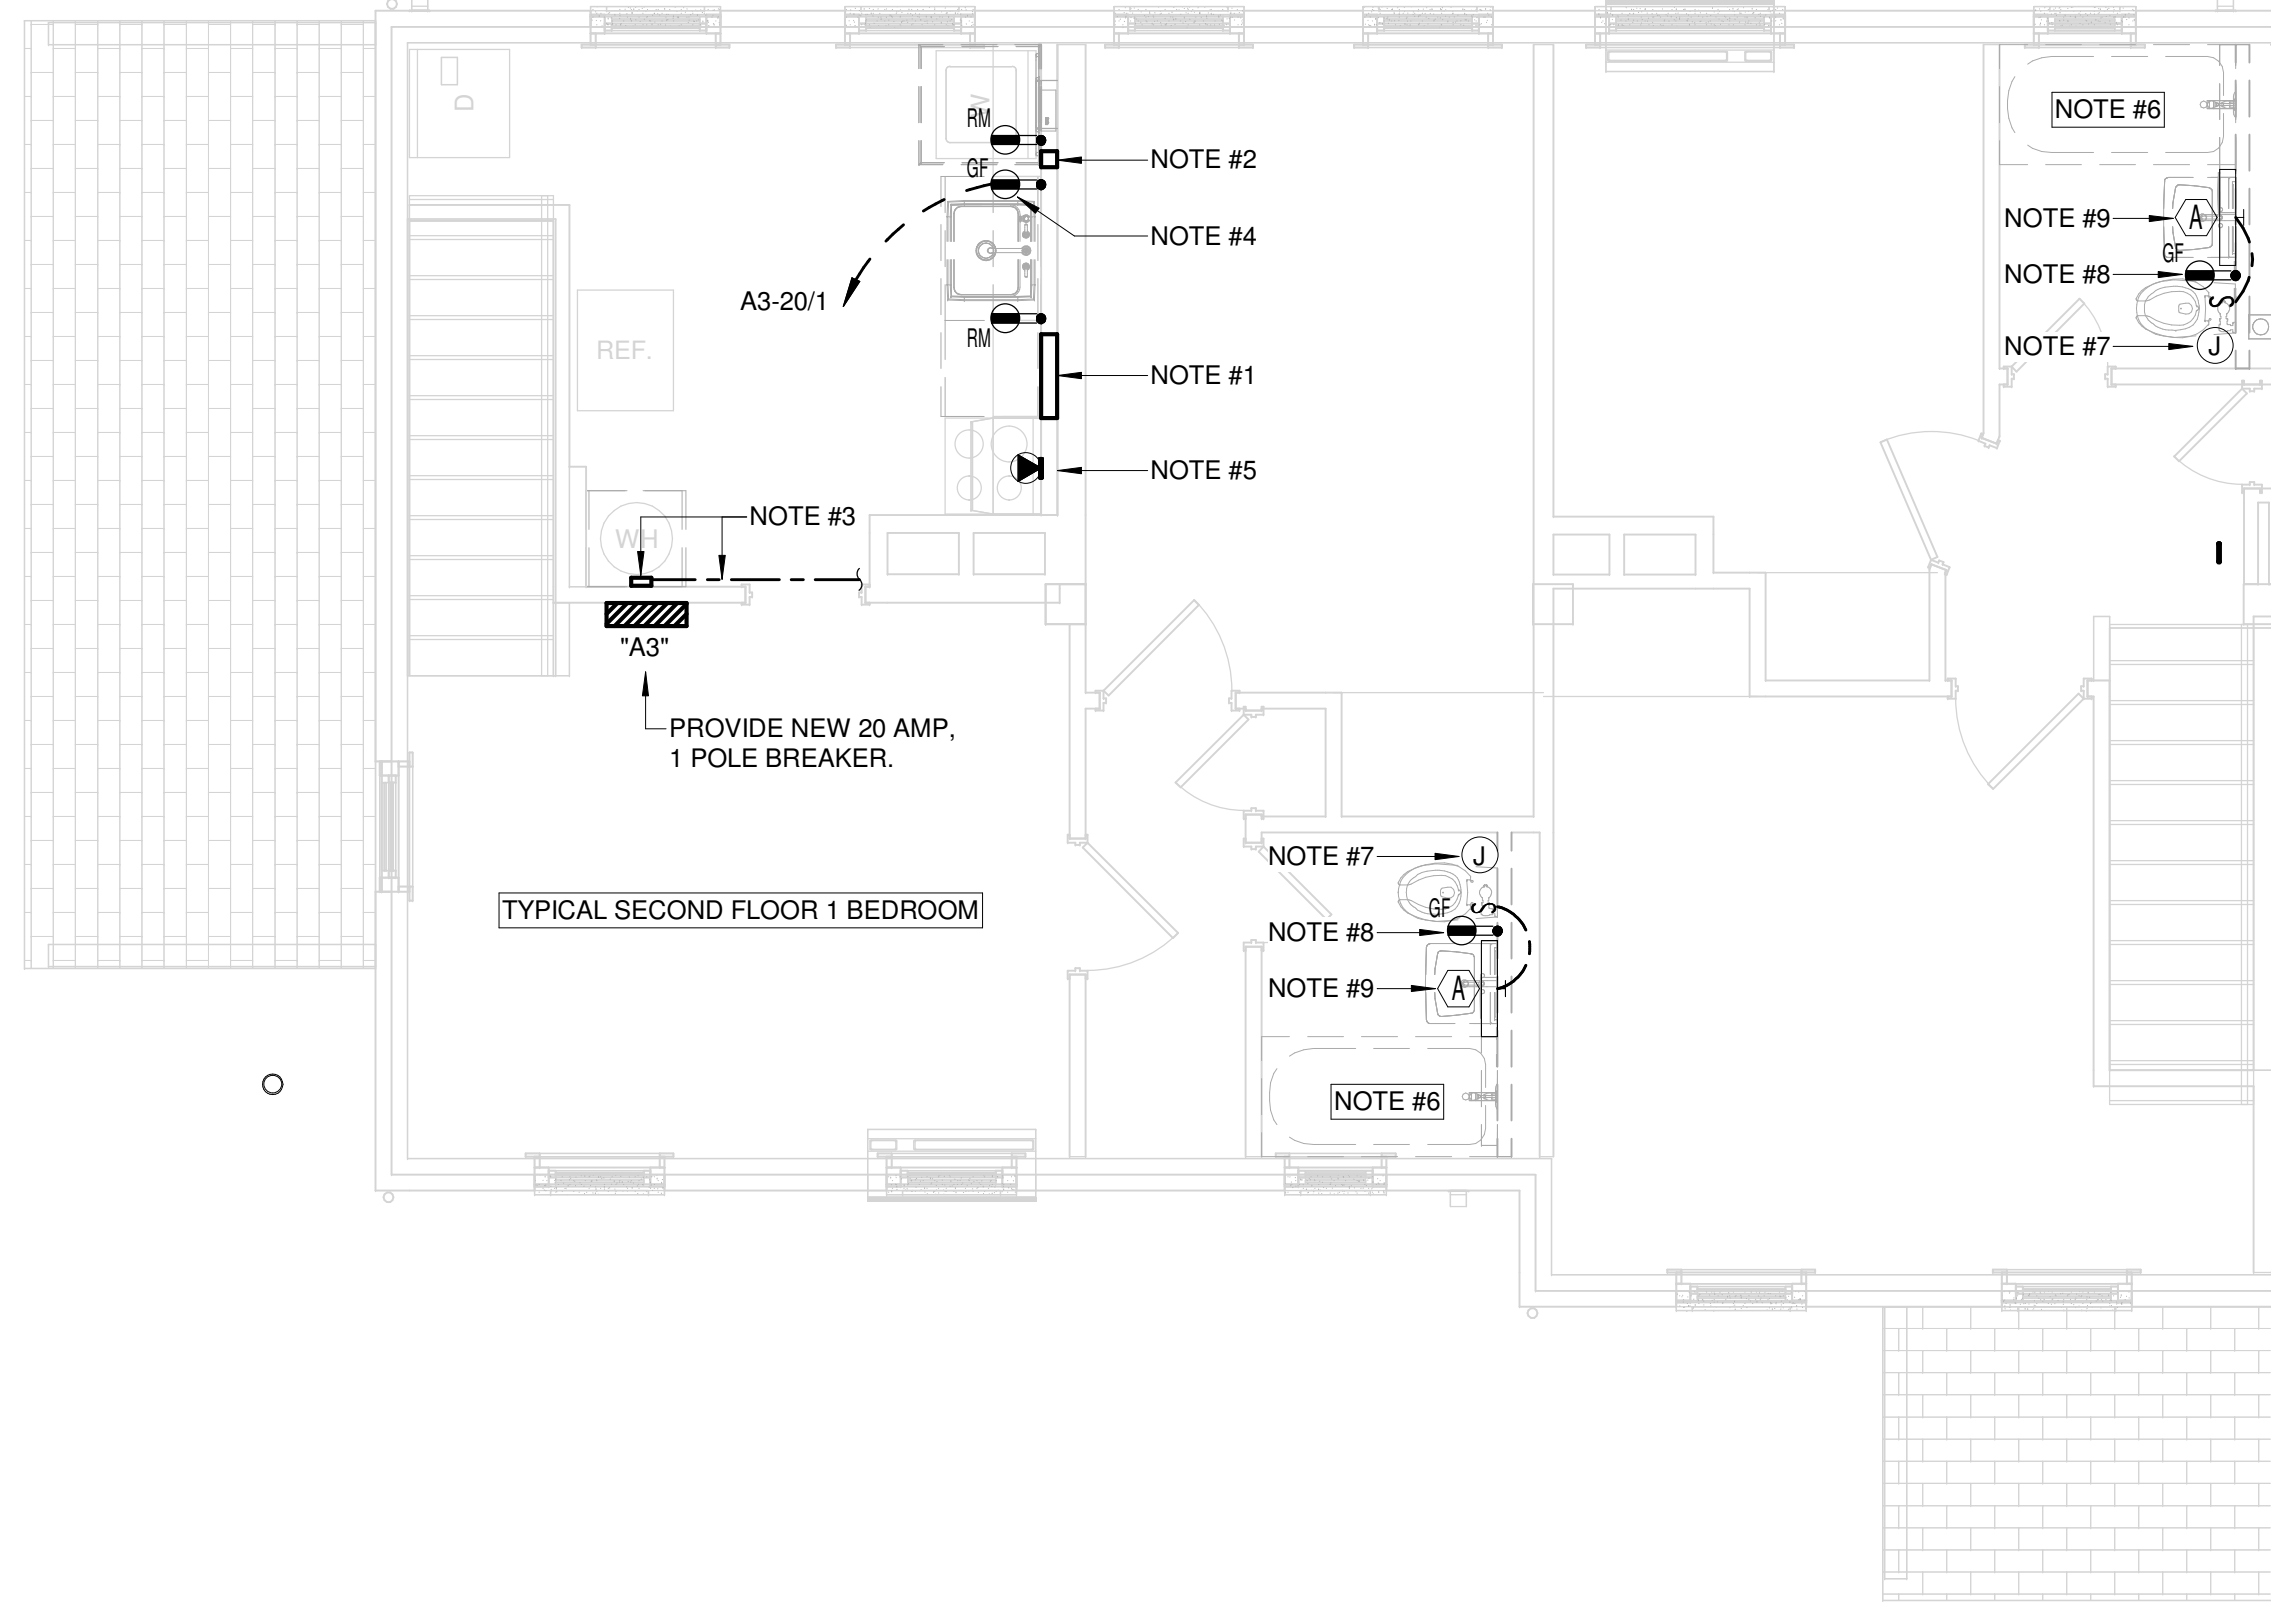 D
W
RM
NOTE #6
GF
NOTE #2
NOTE #4
NOTE #9
A
GF
NOTE #8
S
A3-20/1
RM
NOTE #7
J
REF.
NOTE #1
NOTE #5
NOTE #3
WH
"A3"
PROVIDE NEW 20 AMP,
1 POLE BREAKER.
NOTE #7
J
TYPICAL SECOND FLOOR 1 BEDROOM
GF
S
NOTE #8
NOTE #9
A
NOTE #6